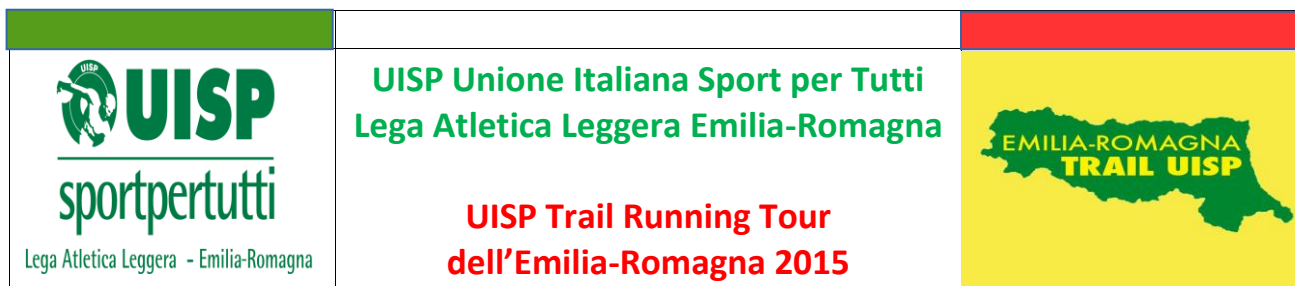 UISP
UISP
sportpertutti
Lega Atletica Leggera - Emilia-Romagna
UISP Unione Italiana Sport per Tutti
Lega Atletica Leggera Emilia-Romagna
UISP Trail Running Tour
dell’Emilia-Romagna 2015
EMILIA-ROMAGNA
TRAIL UISP